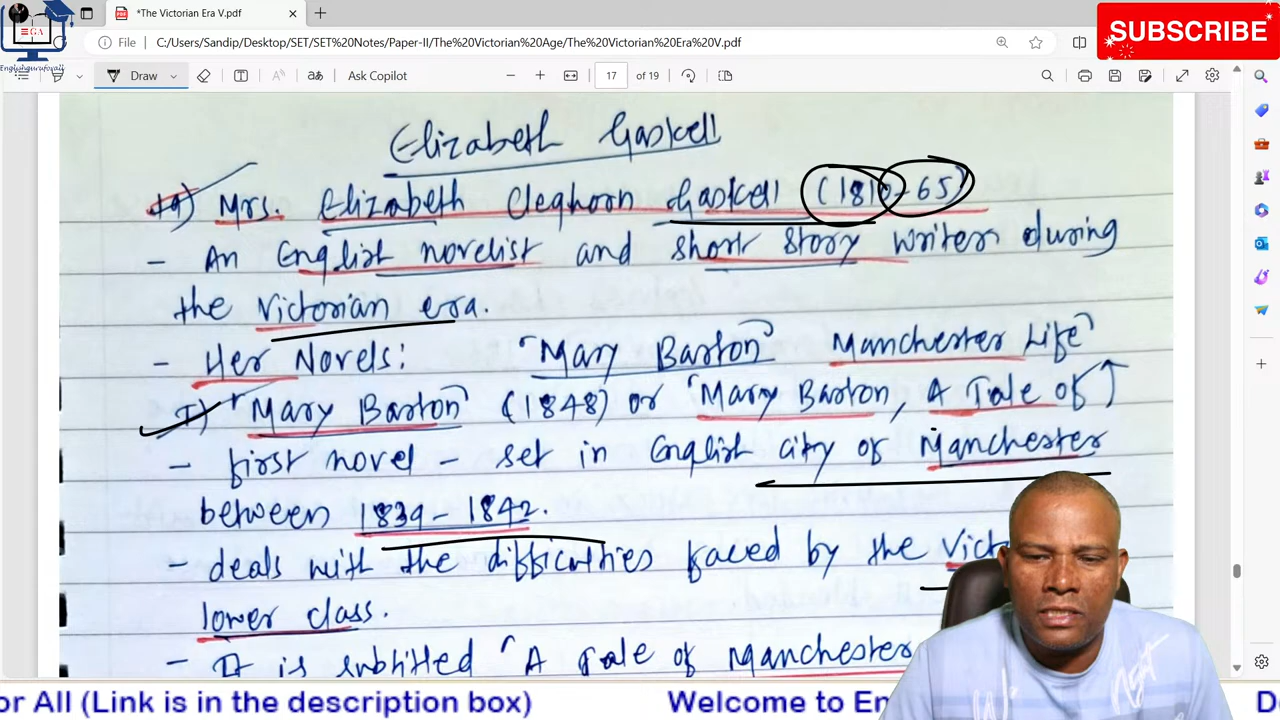 *The Victorian Era V.pdf
EGA
Englishguruforall
File
C:/Users/Sandip/Desktop/SET/SET%20Notes/Paper-II/The%20Victorian%20Age/The%20Victorian%20Era%20V.pdf
SUBSCRIBE
Draw
Ask Copilot
17 of 19
Elizabeth Gaskell
Mrs. Elizabeth Cleghorn Gaskell (1810-65)
- An English novelist and short story writer during
the Victorian era.
- Her Novels: "Mary Barton" Manchester Life"
I) "Mary Barton" (1848) or "Mary Barton, A Tale of ↑
- first novel - set in English city of Manchester
between 1839-1842.
- deals with the difficulties faced by the Vict
lower class.
- It is subtitled "A Tale of Manchester
or All (Link is in the description box)
Welcome to En
D